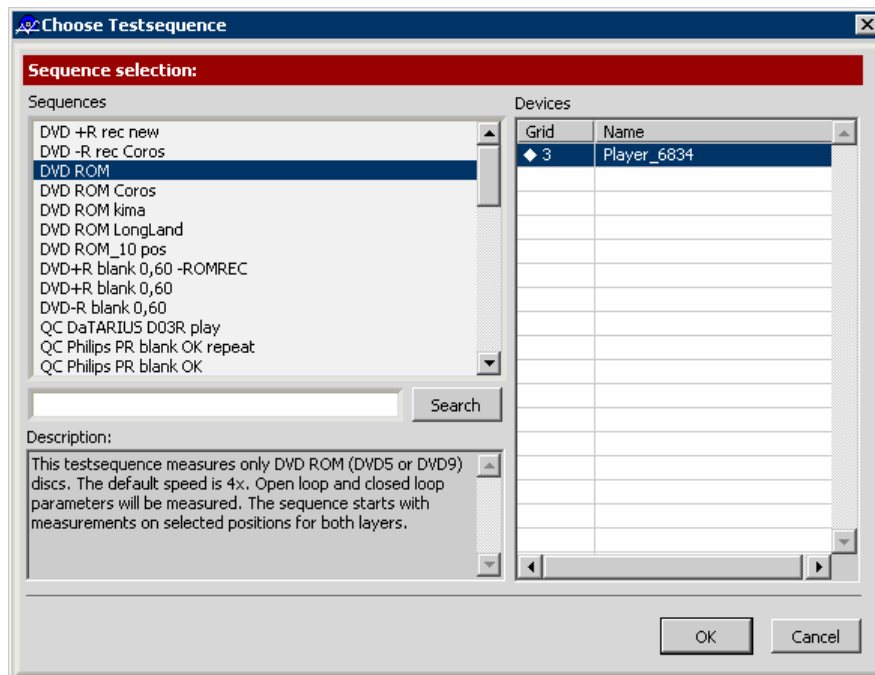 Choose Testsequence
Sequence selection:
Sequences
DVD +R rec new
DVD -R rec Coros
DVD ROM
DVD ROM Coros
DVD ROM kima
DVD ROM LongLand
DVD ROM_10 pos
DVD+R blank 0,60 -ROMREC
DVD+R blank 0,60
DVD-R blank 0,60
QC DaTARIUS D03R play
QC Philips PR blank OK repeat
QC Philips PR blank OK
Search
Description:
This testsequence measures only DVD ROM (DVD5 or DVD9)
discs. The default speed is 4x. Open loop and closed loop
parameters will be measured. The sequence starts with
measurements on selected positions for both layers.
Devices
Grid Name
3 Player_6834
OK Cancel